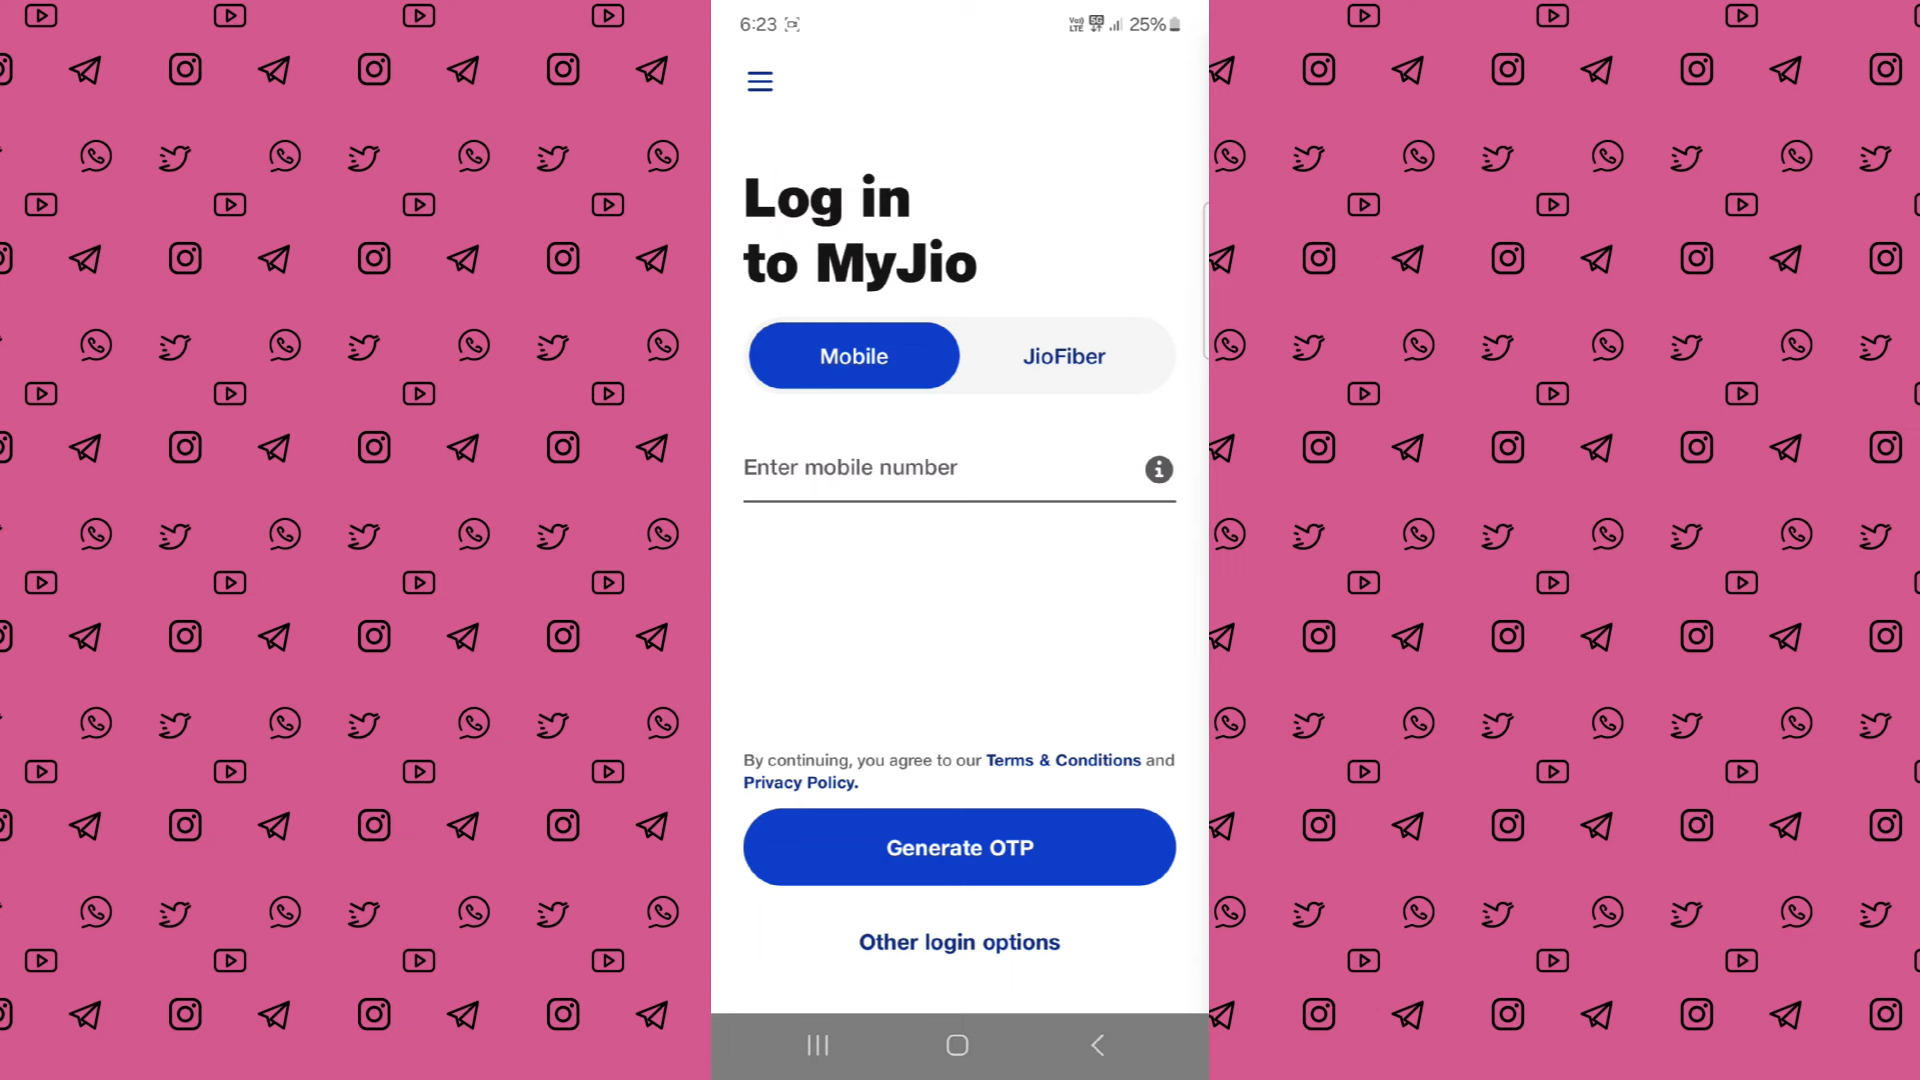 6:23 25%
Log in
to MyJio
Mobile JioFiber
Enter mobile number
By continuing, you agree to our Terms & Conditions and
Privacy Policy.
Generate OTP
Other login options